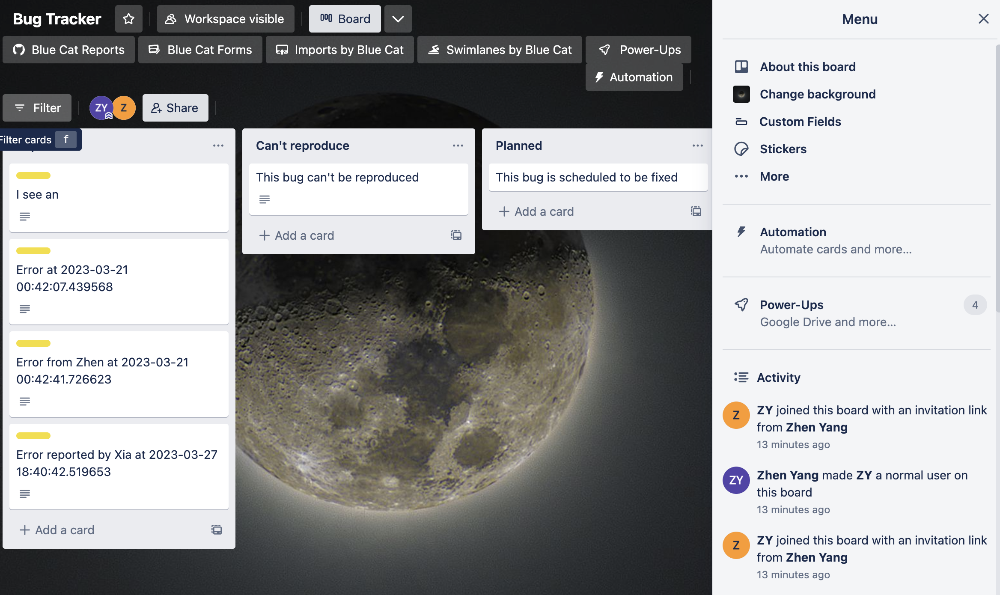 Bug Tracker
Workspace visible
Board
Blue Cat Reports
Blue Cat Forms
Imports by Blue Cat
Swimlanes by Blue Cat
Power-Ups
Automation
Filter
ZY
Z
Share
Filter cards f
I see an
Error at 2023-03-21
00:42:07.439568
Error from Zhen at 2023-03-21
00:42:41.726623
Error reported by Xia at 2023-03-27
18:40:42.519653
Add a card
Can't reproduce
This bug can't be reproduced
Add a card
Planned
This bug is scheduled to be fixed
Add a card
Menu
About this board
Change background
Custom Fields
Stickers
More
Automation
Automate cards and more...
Power-Ups
4
Google Drive and more...
Activity
Z
ZY joined this board with an invitation link
from Zhen Yang
13 minutes ago
ZY
Zhen Yang made ZY a normal user on
this board
13 minutes ago
Z
ZY joined this board with an invitation link
from Zhen Yang
13 minutes ago